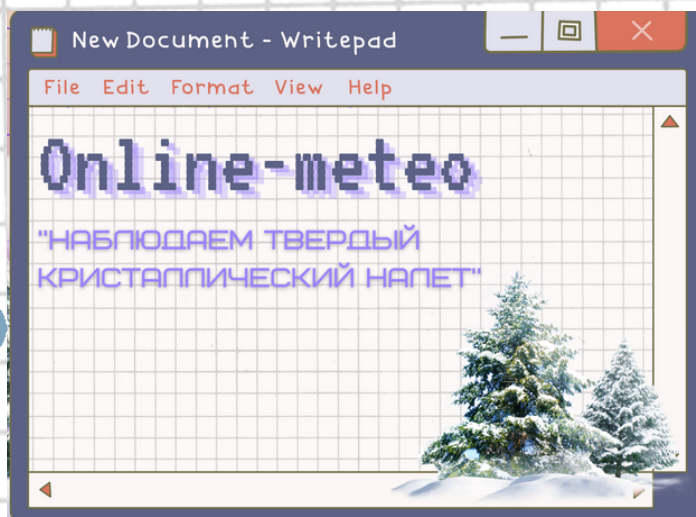 New Document - Writepad
File Edit Format View Help
Online-meteo
"НАБЛЮДАЕМ ТВЕРДЫЙ
КРИСТАЛЛИЧЕСКИЙ НАЛЕТ"